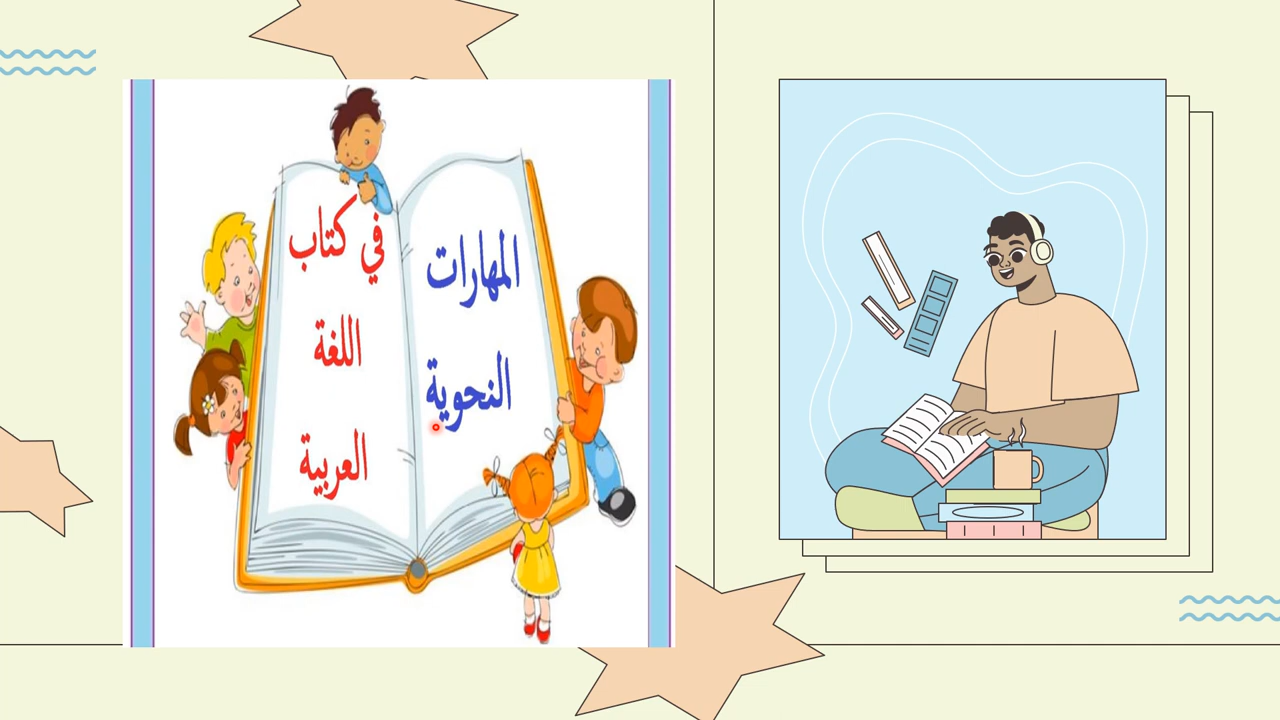 المهارات
النحوية
في كتاب
اللغة
العربية